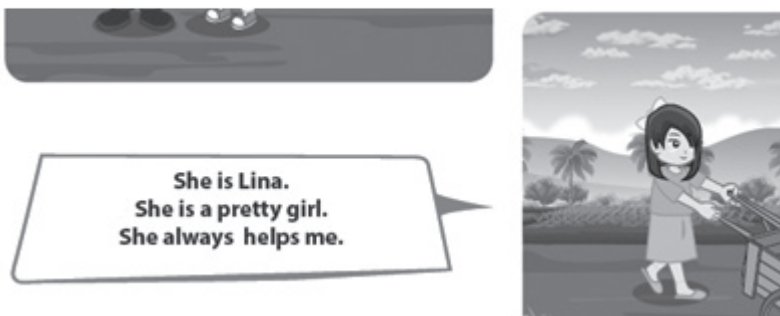 She is Lina.
She is a pretty girl.
She always helps me.